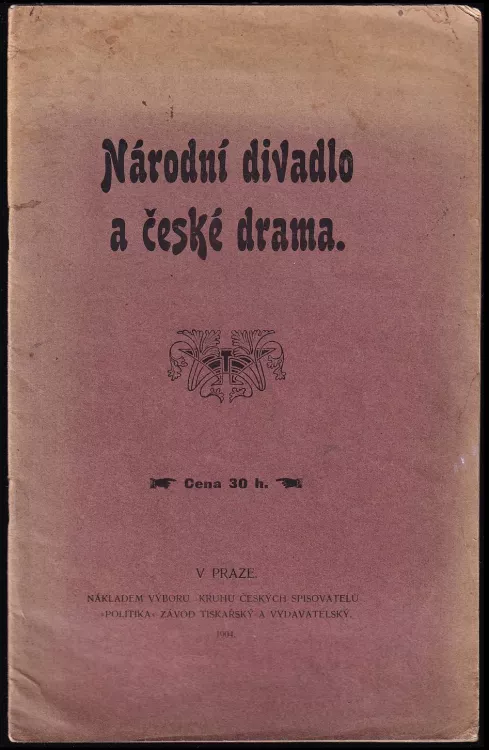 Národní divadlo
a české drama.
Cena 30 h.
V PRAZE.
NÁKLADEM VÝBORU KRUHU ČESKÝCH SPISOVATELŮ
»POLITIKA« ZÁVOD TISKAŘSKÝ A VYDAVATELSKÝ.
1904.